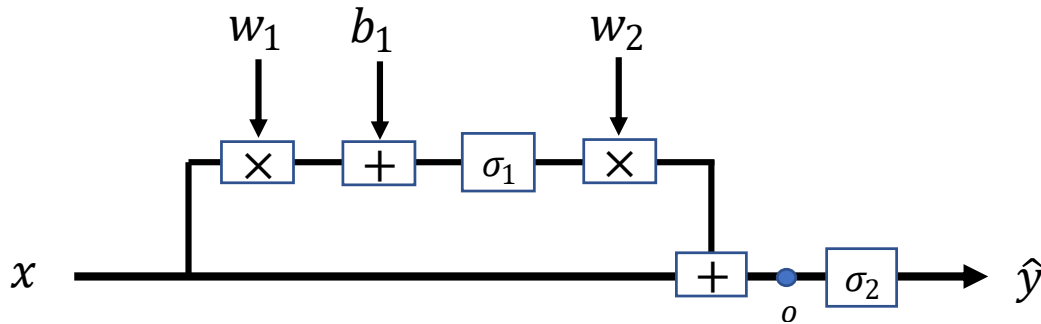 w₁ b₁ w₂
× + σ₁ ×
x + σ₂ ŷ
o